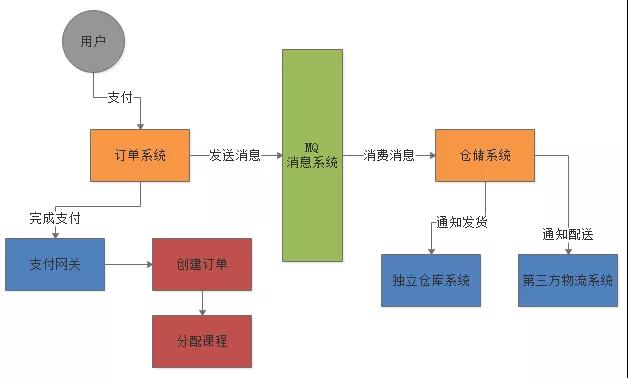 用户
支付
订单系统
发送消息
MQ
消息系统
消费消息
仓储系统
完成支付
通知发货
通知配送
支付网关
创建订单
独立仓库系统
第三方物流系统
分配课程